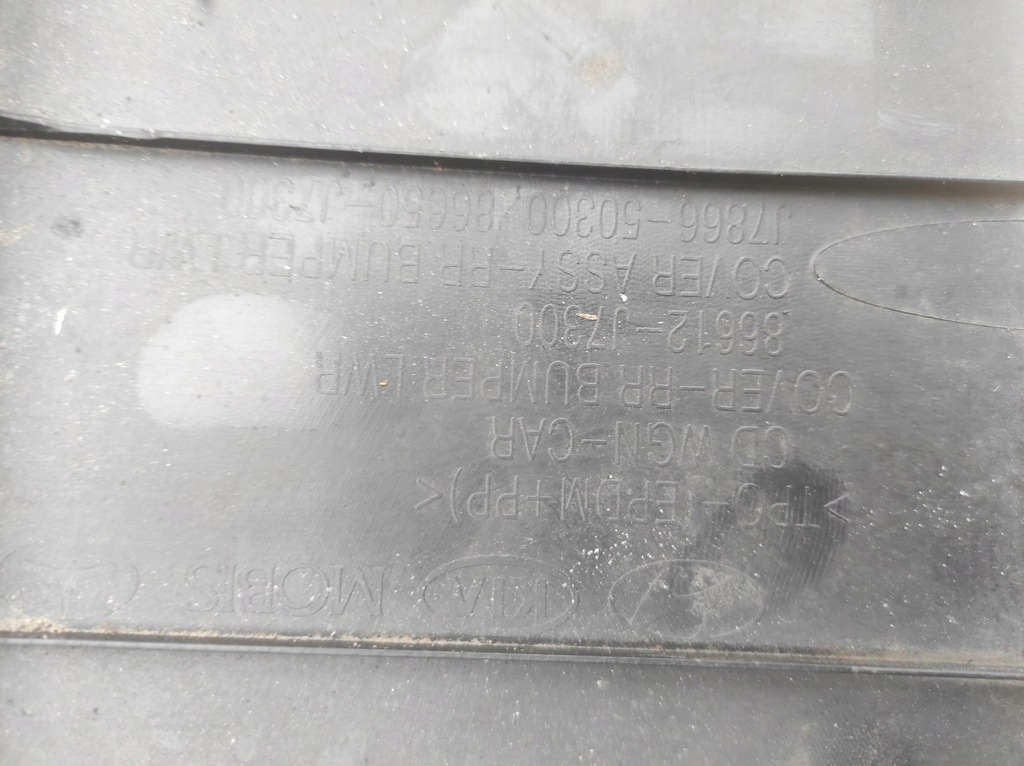 KIA MOBIS
>TPO-(EPDM+PP)<
CD WGN-CAR
COVER-RR BUMPER LWR
86612-J7300
COVER ASSY-RR BUMPER LWR
J7866-50300, 86650-J7300